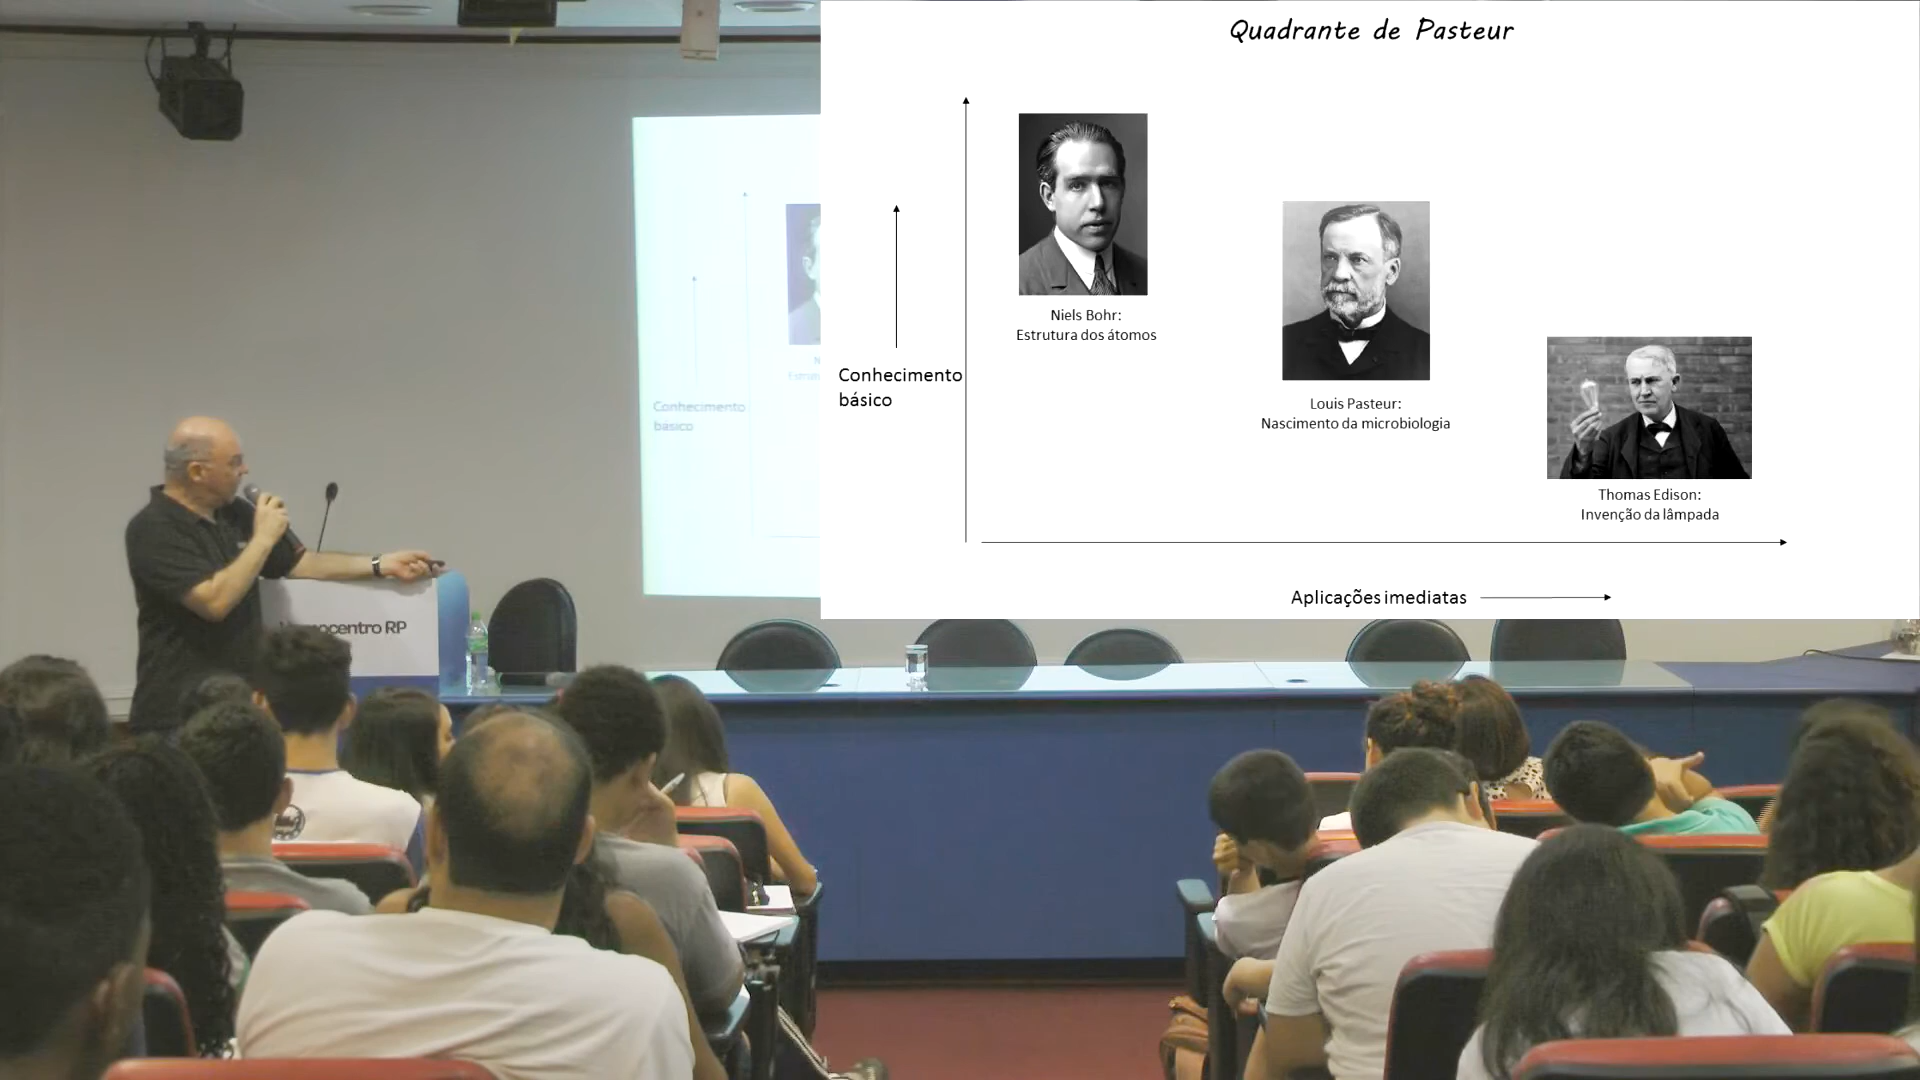 Quadrante de Pasteur
Niels Bohr:
Estrutura dos átomos
Conhecimento
básico
Louis Pasteur:
Nascimento da microbiologia
Thomas Edison:
Invenção da lâmpada
Aplicações imediatas
Conhecimento
básico
RP